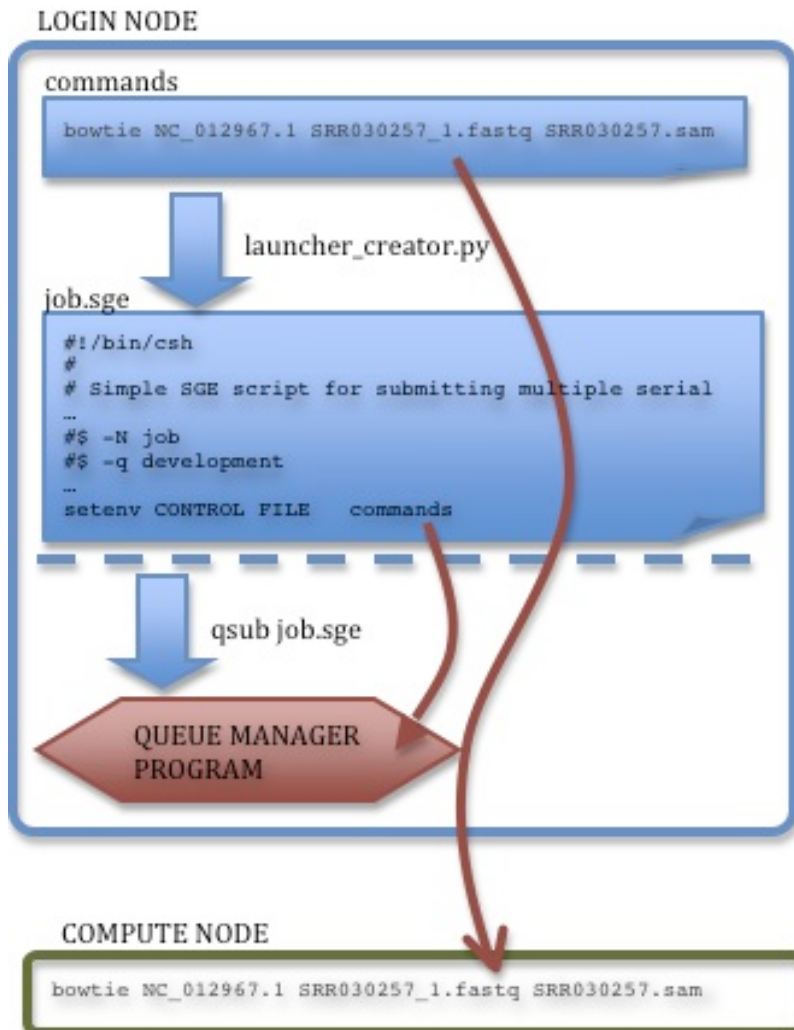 LOGIN NODE
commands
bowtie NC_012967.1 SRR030257_1.fastq SRR030257.sam
launcher_creator.py
job.sge
#!/bin/csh
#
# Simple SGE script for submitting multiple serial
…
#$ -N job
#$ -q development
…
setenv CONTROL FILE   commands
qsub job.sge
QUEUE MANAGER
PROGRAM
COMPUTE NODE
bowtie NC_012967.1 SRR030257_1.fastq SRR030257.sam